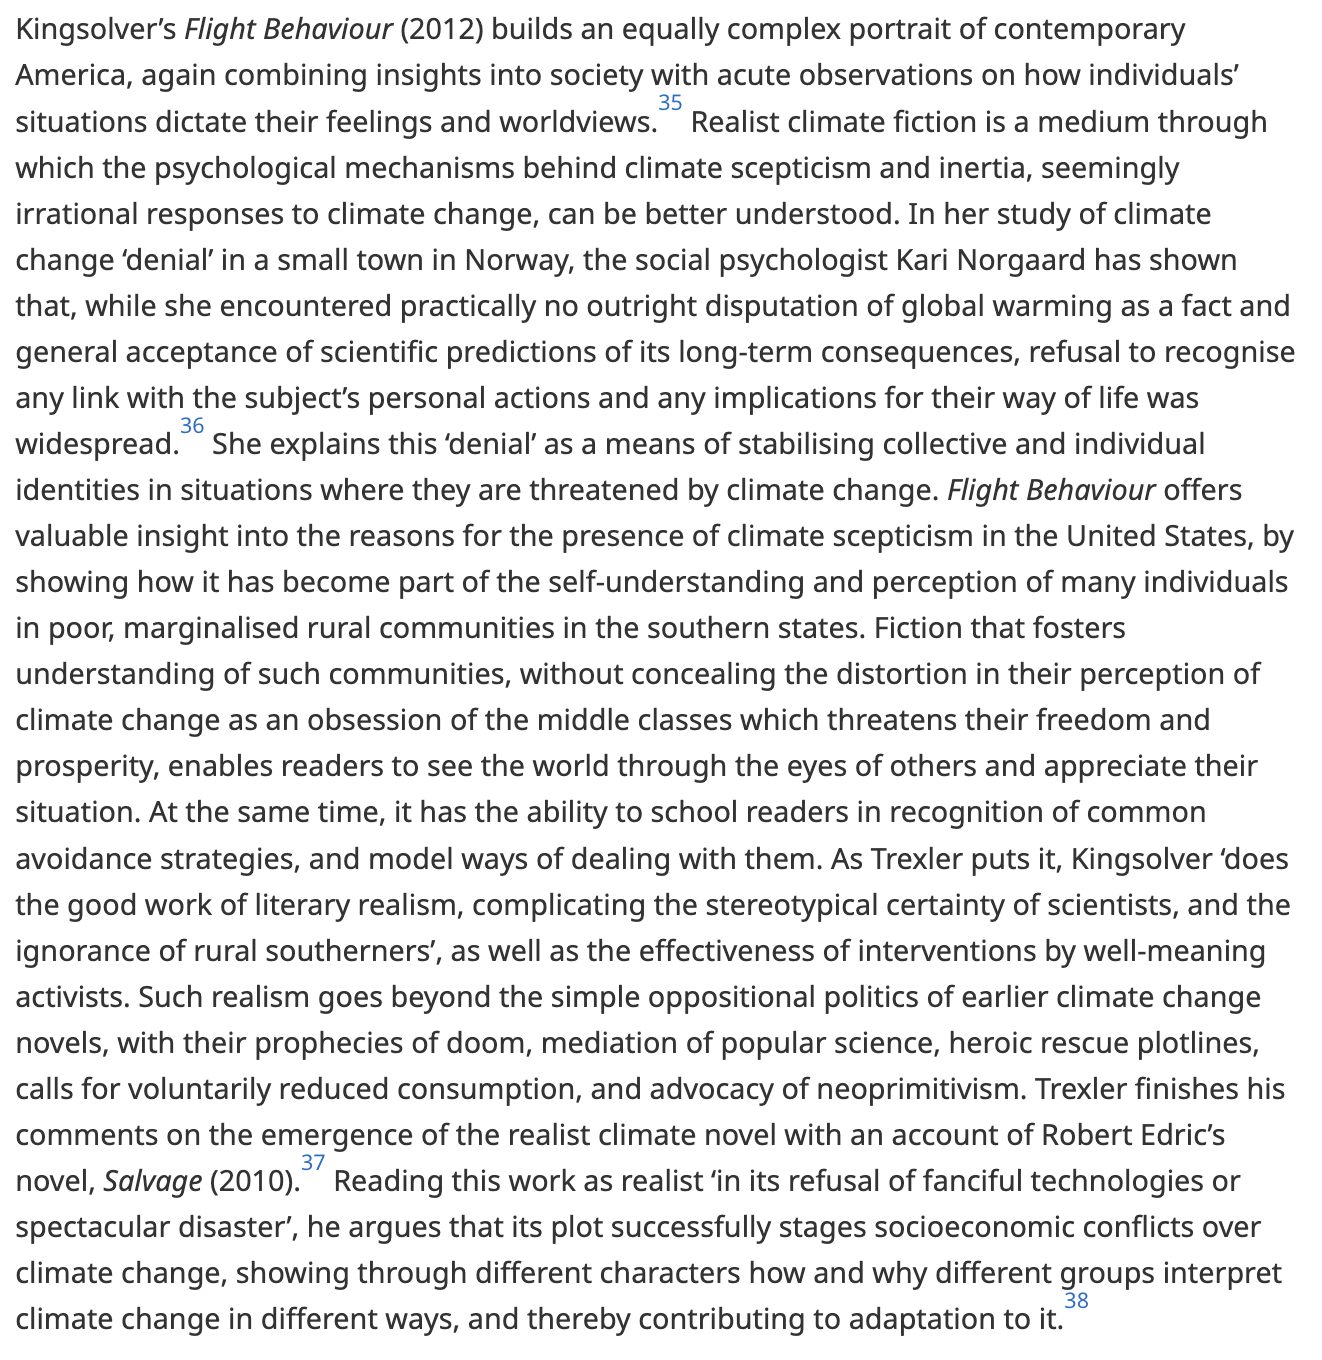 Kingsolver’s Flight Behaviour (2012) builds an equally complex portrait of contemporary
America, again combining insights into society with acute observations on how individuals’
situations dictate their feelings and worldviews.35 Realist climate fiction is a medium through
which the psychological mechanisms behind climate scepticism and inertia, seemingly
irrational responses to climate change, can be better understood. In her study of climate
change ‘denial’ in a small town in Norway, the social psychologist Kari Norgaard has shown
that, while she encountered practically no outright disputation of global warming as a fact and
general acceptance of scientific predictions of its long-term consequences, refusal to recognise
any link with the subject’s personal actions and any implications for their way of life was
widespread.36 She explains this ‘denial’ as a means of stabilising collective and individual
identities in situations where they are threatened by climate change. Flight Behaviour offers
valuable insight into the reasons for the presence of climate scepticism in the United States, by
showing how it has become part of the self-understanding and perception of many individuals
in poor, marginalised rural communities in the southern states. Fiction that fosters
understanding of such communities, without concealing the distortion in their perception of
climate change as an obsession of the middle classes which threatens their freedom and
prosperity, enables readers to see the world through the eyes of others and appreciate their
situation. At the same time, it has the ability to school readers in recognition of common
avoidance strategies, and model ways of dealing with them. As Trexler puts it, Kingsolver ‘does
the good work of literary realism, complicating the stereotypical certainty of scientists, and the
ignorance of rural southerners’, as well as the effectiveness of interventions by well-meaning
activists. Such realism goes beyond the simple oppositional politics of earlier climate change
novels, with their prophecies of doom, mediation of popular science, heroic rescue plotlines,
calls for voluntarily reduced consumption, and advocacy of neoprimitivism. Trexler finishes his
comments on the emergence of the realist climate novel with an account of Robert Edric’s
novel, Salvage (2010).37 Reading this work as realist ‘in its refusal of fanciful technologies or
spectacular disaster’, he argues that its plot successfully stages socioeconomic conflicts over
climate change, showing through different characters how and why different groups interpret
climate change in different ways, and thereby contributing to adaptation to it.38